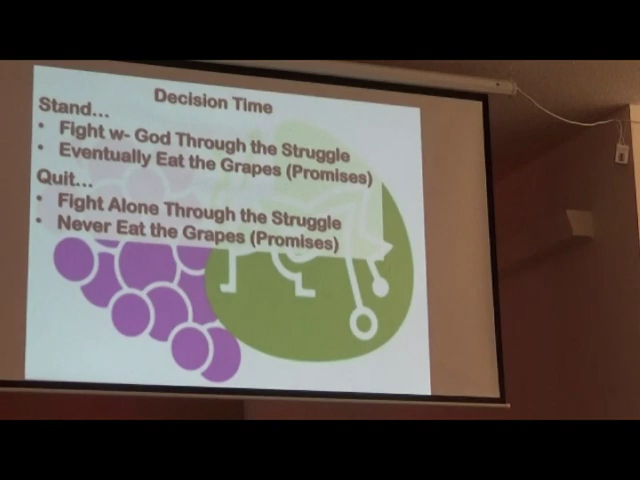 Decision Time
Stand...
• Fight w- God Through the Struggle
• Eventually Eat the Grapes (Promises)
Quit...
• Fight Alone Through the Struggle
• Never Eat the Grapes (Promises)